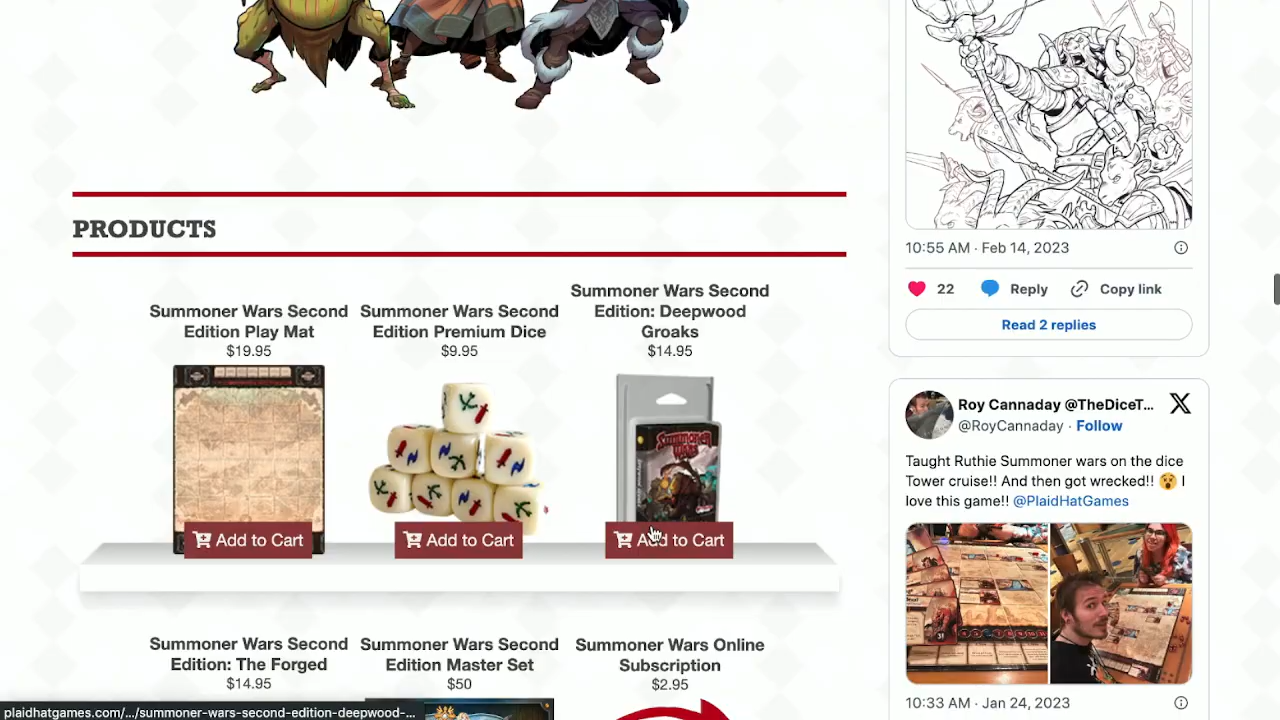 PRODUCTS
Summoner Wars Second
Edition Play Mat
$19.95
Add to Cart
Summoner Wars Second
Edition Premium Dice
$9.95
Add to Cart
Summoner Wars Second
Edition: Deepwood
Groaks
$14.95
SUMMONER
WARS
Add to Cart
Summoner Wars Second
Edition: The Forged
$14.95
Summoner Wars Second
Edition Master Set
$50
Summoner Wars Online
Subscription
$2.95
plaidhatgames.com/.../summoner-wars-second-edition-deepwood-...
10:55 AM · Feb 14, 2023
22
Reply
Copy link
Read 2 replies
Roy Cannaday @TheDiceT...
@RoyCannaday · Follow
Taught Ruthie Summoner wars on the dice
Tower cruise!! And then got wrecked!! 😲 I
love this game!! @PlaidHatGames
10:33 AM · Jan 24, 2023